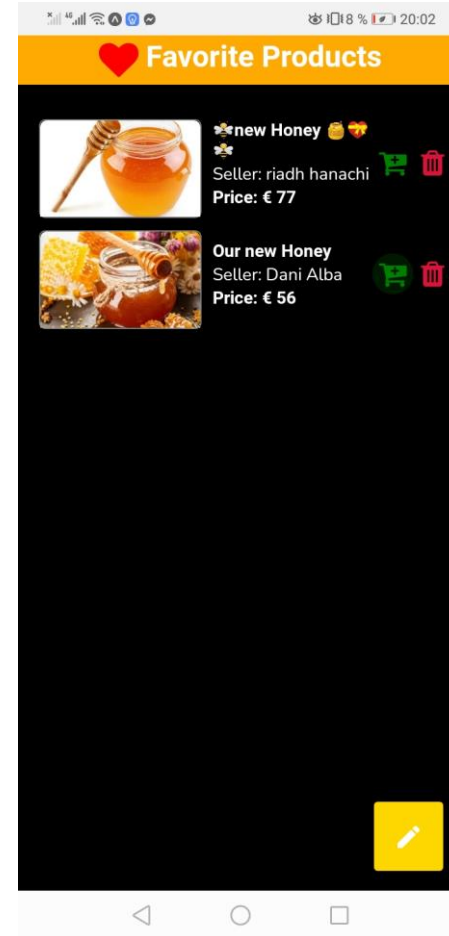 4G 8 % 20:02
Favorite Products
🐝new Honey 🍯💝
🐝
Seller: riadh hanachi
Price: € 77
Our new Honey
Seller: Dani Alba
Price: € 56